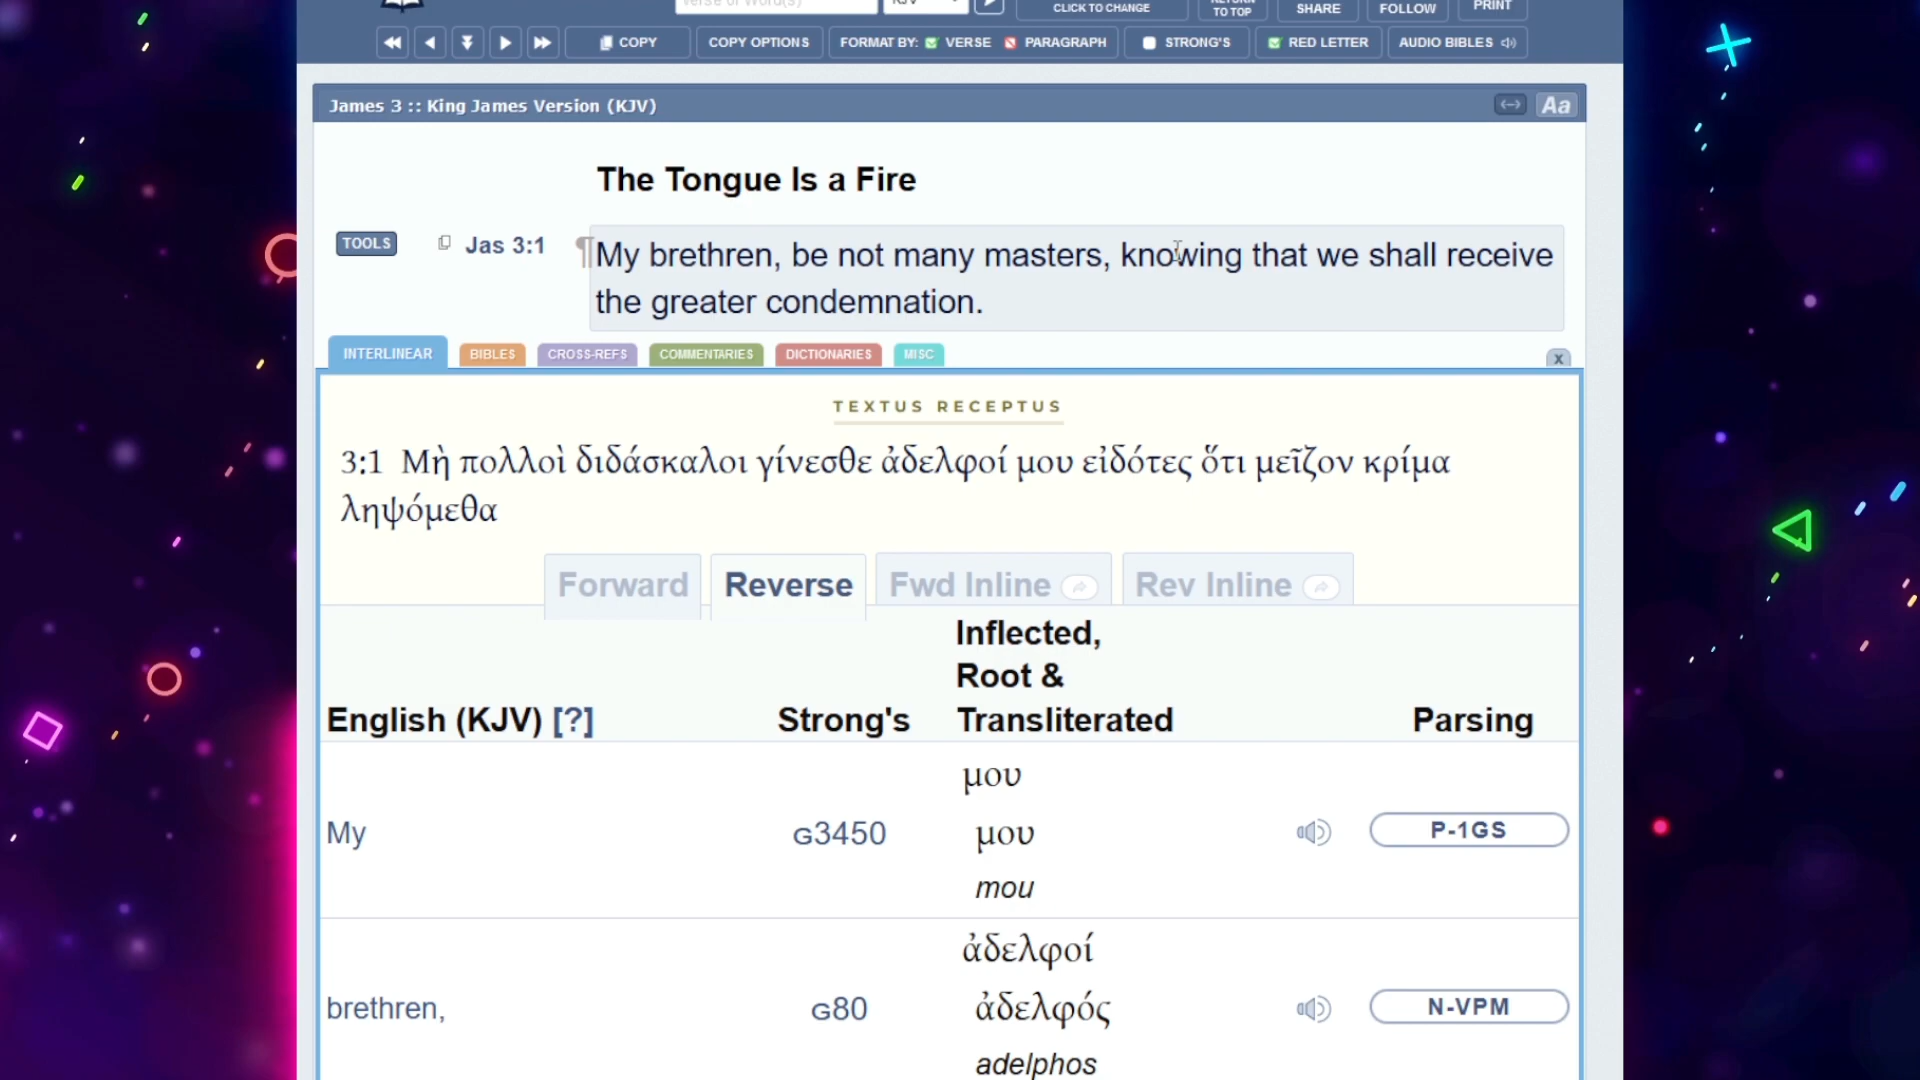 KJV
CLICK TO CHANGE
RETURN
TO TOP
SHARE
FOLLOW
PRINT
COPY
COPY OPTIONS
FORMAT BY:
VERSE
PARAGRAPH
STRONG'S
RED LETTER
AUDIO BIBLES
James 3 :: King James Version (KJV)
Aa
The Tongue Is a Fire
TOOLS
Jas 3:1
¶My brethren, be not many masters, knowing that we shall receive
the greater condemnation.
INTERLINEAR
BIBLES
CROSS-REFS
COMMENTARIES
DICTIONARIES
MISC
x
TEXTUS RECEPTUS
3:1 Μὴ πολλοὶ διδάσκαλοι γίνεσθε ἀδελφοί μου εἰδότες ὅτι μεῖζον κρίμα
ληψόμεθα
Forward
Reverse
Fwd Inline
Rev Inline
English (KJV) [?]
Strong's
Inflected,
Root &
Transliterated
Parsing
My
G3450
μου
μου
mou
P-1GS
brethren,
G80
ἀδελφοί
ἀδελφός
adelphos
N-VPM